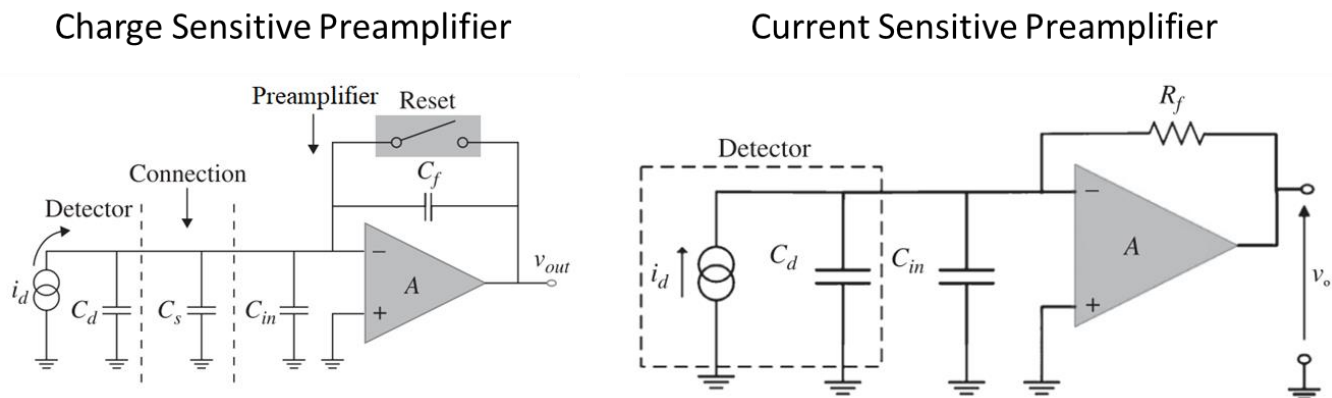 Charge Sensitive Preamplifier
Preamplifier
Reset
Connection
C_f
Detector
i_d
C_d
C_s
C_in
−
A
+
v_out
Current Sensitive Preamplifier
R_f
Detector
i_d
C_d
C_in
−
A
+
v_o